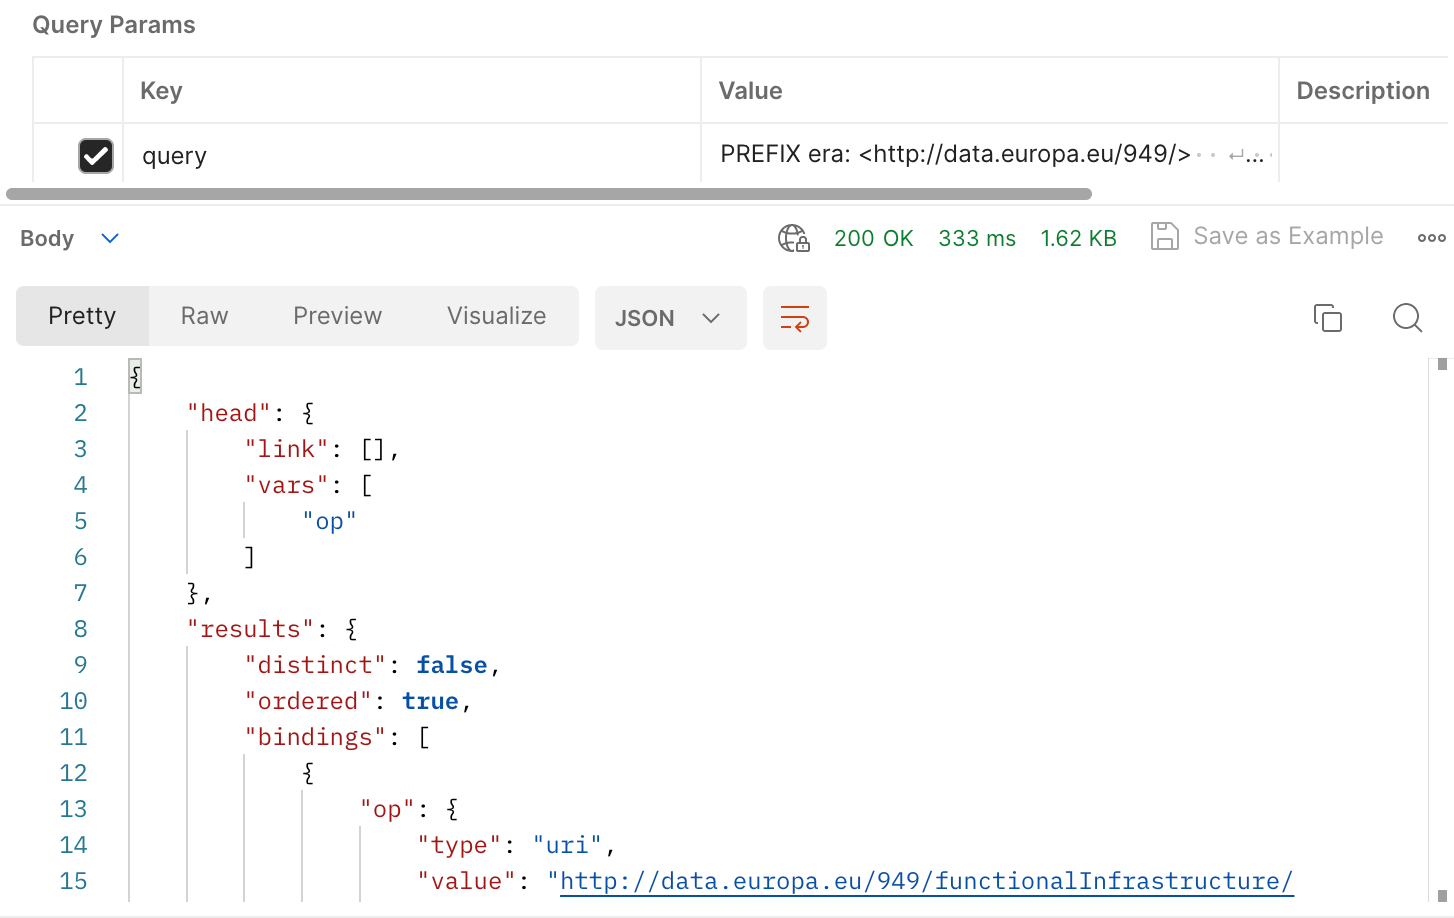 Query Params
Key Value Description
query PREFIX era: <http://data.europa.eu/949/> ...
Body 200 OK 333 ms 1.62 KB Save as Example
Pretty Raw Preview Visualize JSON
1 {
2 "head": {
3 "link": [],
4 "vars": [
5 "op"
6 ]
7 },
8 "results": {
9 "distinct": false,
10 "ordered": true,
11 "bindings": [
12 {
13 "op": {
14 "type": "uri",
15 "value": "http://data.europa.eu/949/functionalInfrastructure/